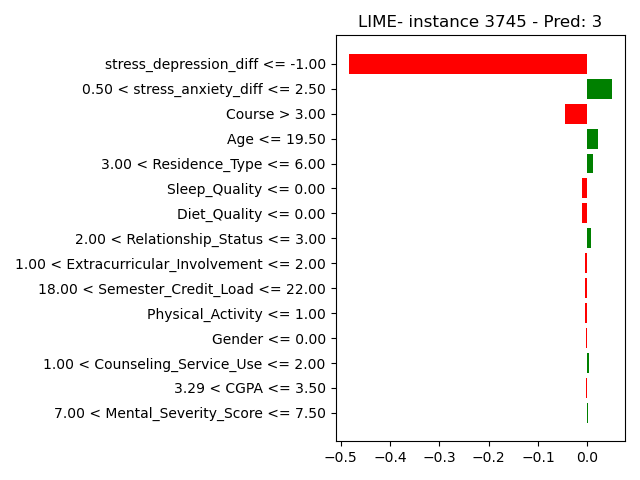 LIME- instance 3745 - Pred: 3
stress_depression_diff <= -1.00
0.50 < stress_anxiety_diff <= 2.50
Course > 3.00
Age <= 19.50
3.00 < Residence_Type <= 6.00
Sleep_Quality <= 0.00
Diet_Quality <= 0.00
2.00 < Relationship_Status <= 3.00
1.00 < Extracurricular_Involvement <= 2.00
18.00 < Semester_Credit_Load <= 22.00
Physical_Activity <= 1.00
Gender <= 0.00
1.00 < Counseling_Service_Use <= 2.00
3.29 < CGPA <= 3.50
7.00 < Mental_Severity_Score <= 7.50
−0.5 −0.4 −0.3 −0.2 −0.1 0.0